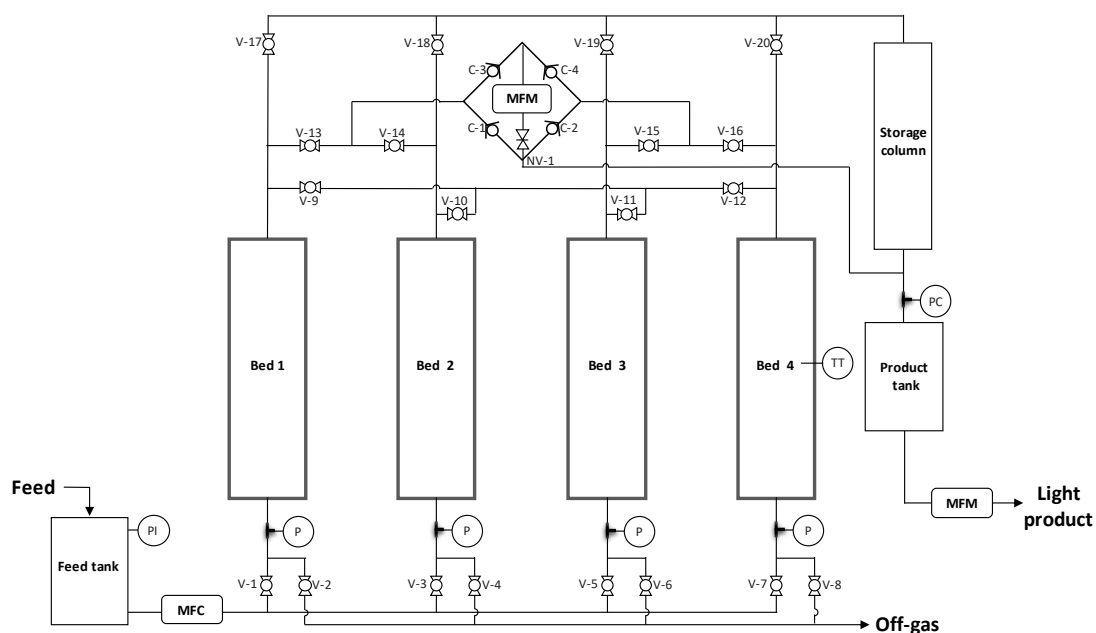 V-17
V-18
V-19
V-20
C-3
C-4
MFM
C-1
C-2
V-13
V-14
V-15
V-16
NV-1
Storage
column
V-9
V-10
V-11
V-12
PC
Bed 1
Bed 2
Bed 3
Bed 4
TT
Product
tank
Feed
MFM
Light
product
PI
P
P
P
P
Feed tank
V-1
V-2
V-3
V-4
V-5
V-6
V-7
V-8
MFC
Off-gas